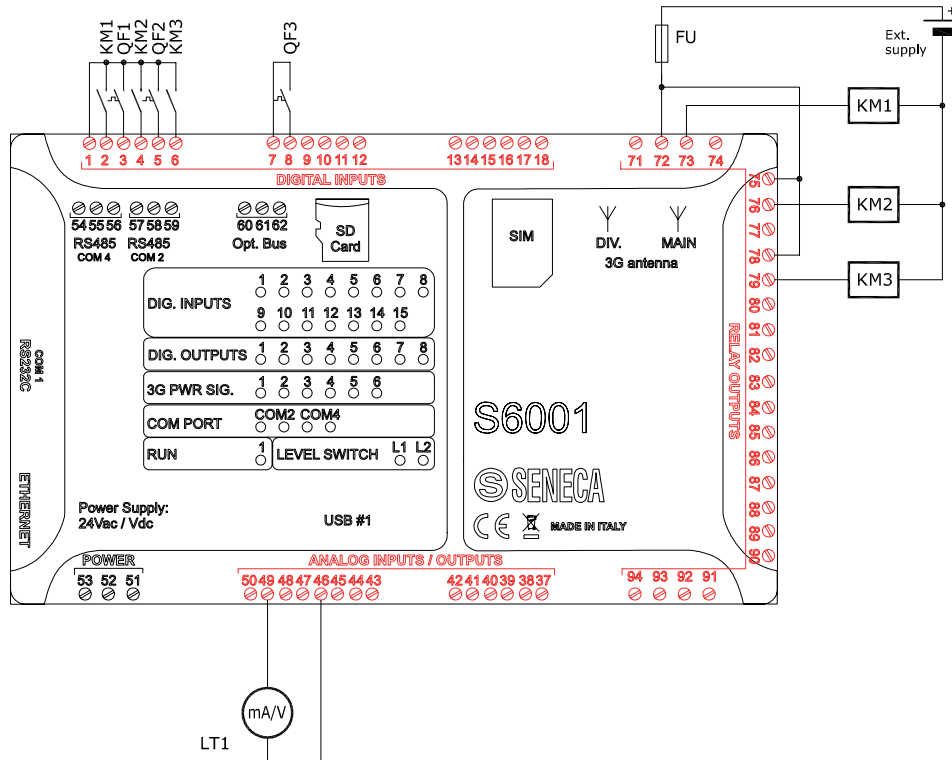 KM1 QF1 KM2 QF2 KM3
QF3
FU
+
Ext.
supply
KM1
KM2
KM3
1 2 3 4 5 6
7 8 9 10 11 12
13 14 15 16 17 18
71 72 73 74
DIGITAL INPUTS
75
76
77
78
79
80
81
82
83
84
85
86
87
88
89
90
RELAY OUTPUTS
54 55 56 57 58 59
RS485 RS485
COM 4 COM 2
60 61 62
Opt. Bus
SD
Card
SIM
DIV. MAIN
3G antenna
DIG. INPUTS 1 2 3 4 5 6 7 8
9 10 11 12 13 14 15
DIG. OUTPUTS 1 2 3 4 5 6 7 8
3G PWR SIG. 1 2 3 4 5 6
COM PORT COM2 COM4
RUN 1 LEVEL SWITCH L1 L2
COM 1
RS232C
ETHERNET
S6001
S SENECA
CE MADE IN ITALY
Power Supply:
24Vac / Vdc
USB #1
POWER
53 52 51
ANALOG INPUTS / OUTPUTS
50 49 48 47 46 45 44 43
42 41 40 39 38 37
94 93 92 91
mA/V
LT1